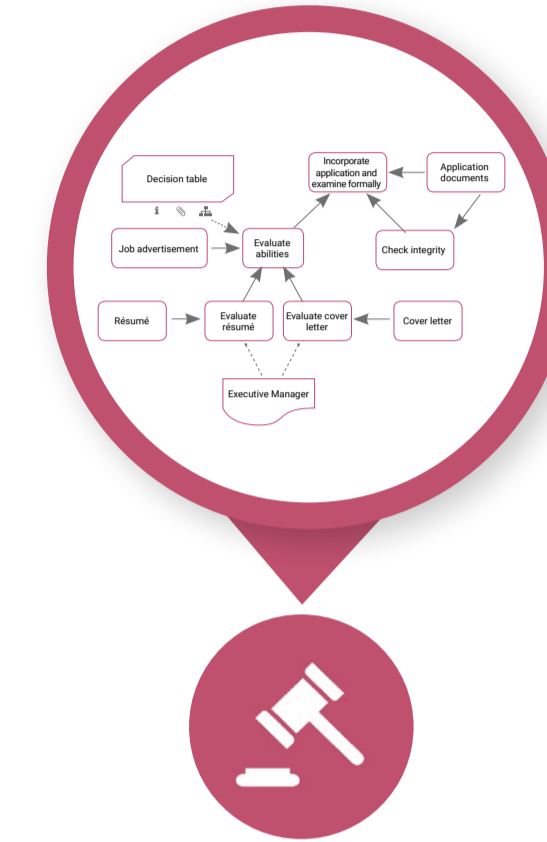 Incorporate
application and
examine formally
Application
documents
Decision table
Job advertisement
Evaluate
abilities
Check integrity
Résumé
Evaluate
résumé
Evaluate cover
letter
Cover letter
Executive Manager